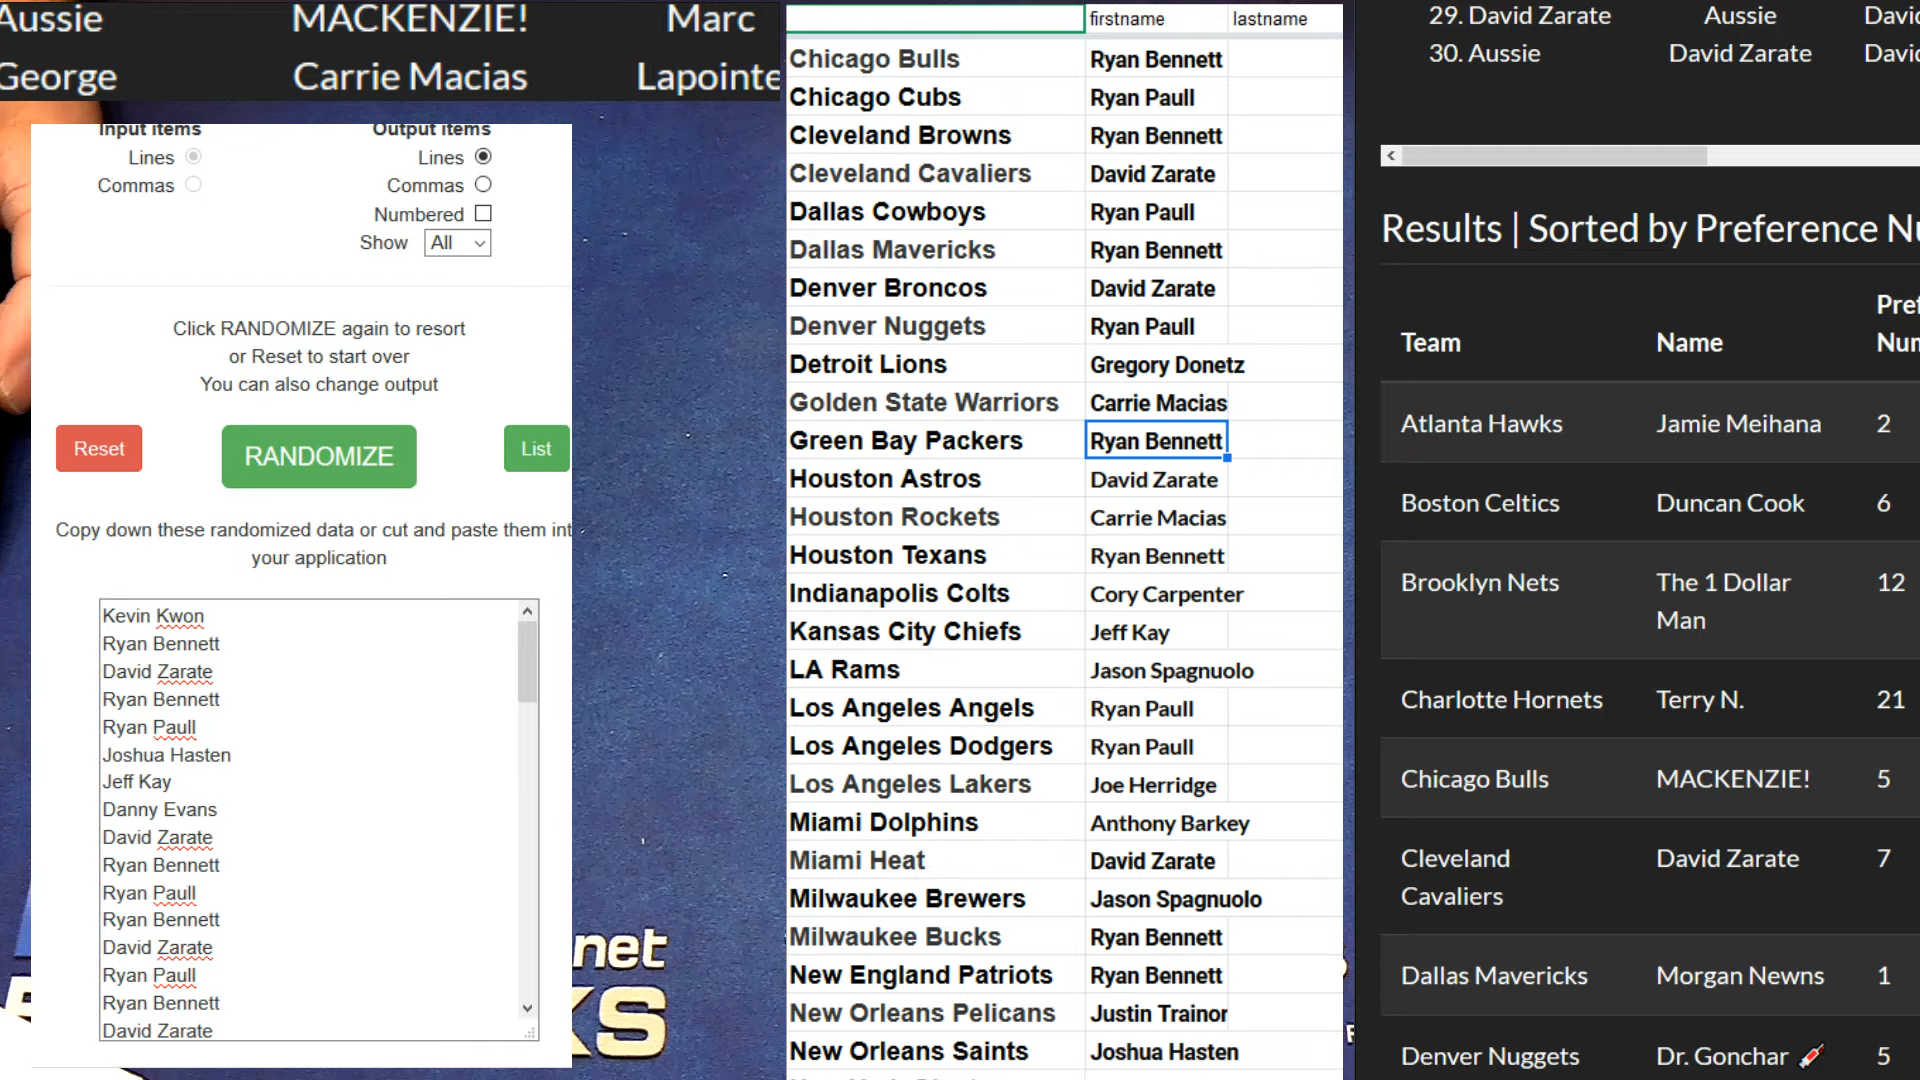 Aussie MACKENZIE! Marc
George Carrie Macias Lapointe
Input items Output items
Lines Lines
Commas Commas
Numbered
Show All
Click RANDOMIZE again to resort
or Reset to start over
You can also change output
Reset RANDOMIZE List
Copy down these randomized data or cut and paste them int
your application
Kevin Kwon
Ryan Bennett
David Zarate
Ryan Bennett
Ryan Paull
Joshua Hasten
Jeff Kay
Danny Evans
David Zarate
Ryan Bennett
Ryan Paull
Ryan Bennett
David Zarate
Ryan Paull
Ryan Bennett
David Zarate
net
KS
firstname lastname
Chicago Bulls Ryan Bennett
Chicago Cubs Ryan Paull
Cleveland Browns Ryan Bennett
Cleveland Cavaliers David Zarate
Dallas Cowboys Ryan Paull
Dallas Mavericks Ryan Bennett
Denver Broncos David Zarate
Denver Nuggets Ryan Paull
Detroit Lions Gregory Donetz
Golden State Warriors Carrie Macias
Green Bay Packers Ryan Bennett
Houston Astros David Zarate
Houston Rockets Carrie Macias
Houston Texans Ryan Bennett
Indianapolis Colts Cory Carpenter
Kansas City Chiefs Jeff Kay
LA Rams Jason Spagnuolo
Los Angeles Angels Ryan Paull
Los Angeles Dodgers Ryan Paull
Los Angeles Lakers Joe Herridge
Miami Dolphins Anthony Barkey
Miami Heat David Zarate
Milwaukee Brewers Jason Spagnuolo
Milwaukee Bucks Ryan Bennett
New England Patriots Ryan Bennett
New Orleans Pelicans Justin Trainor
New Orleans Saints Joshua Hasten
29. David Zarate Aussie Davi
30. Aussie David Zarate Davi
Results | Sorted by Preference Nu
Team Name Pref Num
Atlanta Hawks Jamie Meihana 2
Boston Celtics Duncan Cook 6
Brooklyn Nets The 1 Dollar Man 12
Charlotte Hornets Terry N. 21
Chicago Bulls MACKENZIE! 5
Cleveland Cavaliers David Zarate 7
Dallas Mavericks Morgan Newns 1
Denver Nuggets Dr. Gonchar 5